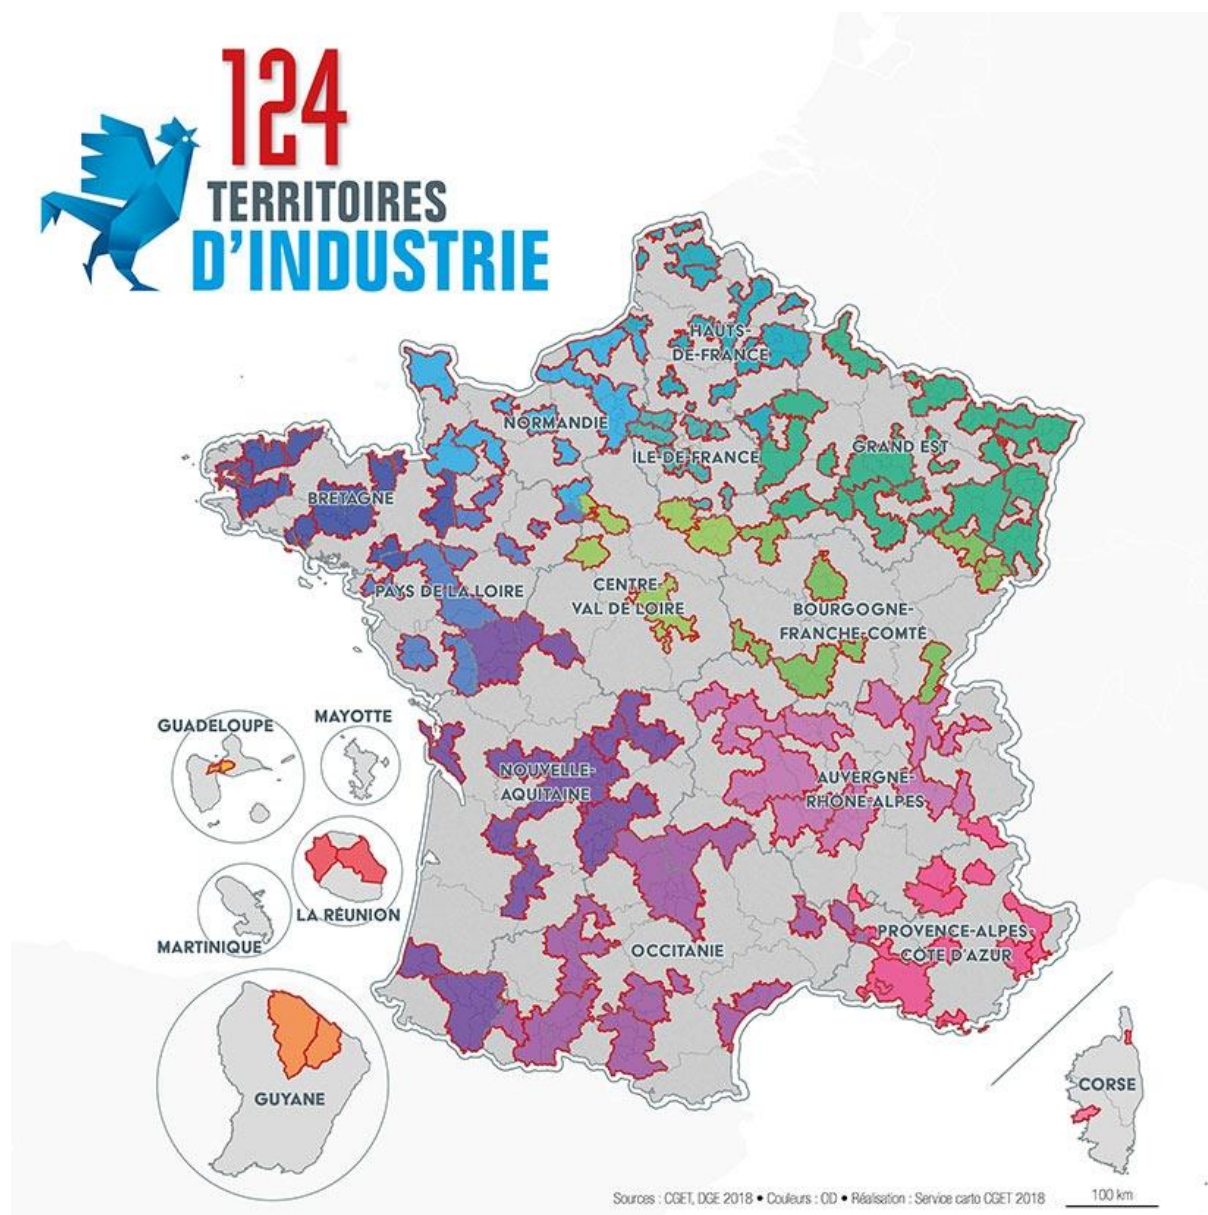 124
TERRITOIRES
D'INDUSTRIE
HAUTS-
DE-FRANCE
NORMANDIE
ÎLE-DE-FRANCE
GRAND EST
BRETAGNE
PAYS DE LA LOIRE
CENTRE-
VAL DE LOIRE
BOURGOGNE-
FRANCHE-COMTÉ
GUADELOUPE
MAYOTTE
NOUVELLE-
AQUITAINE
AUVERGNE-
RHÔNE-ALPES
LA RÉUNION
MARTINIQUE
OCCITANIE
PROVENCE-ALPES-
CÔTE D'AZUR
GUYANE
CORSE
Sources : CGET, DGE 2018 • Couleurs : OD • Réalisation : Service carto CGET 2018
100 km